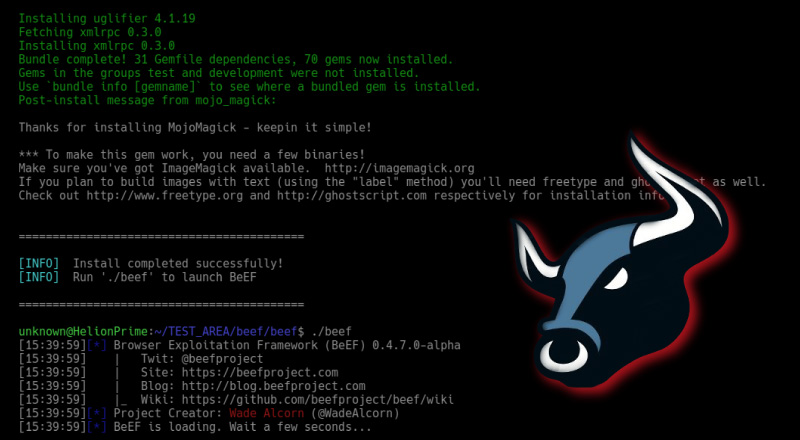 Installing uglifier 4.1.19
Fetching xmlrpc 0.3.0
Installing xmlrpc 0.3.0
Bundle complete! 31 Gemfile dependencies, 70 gems now installed.
Gems in the groups test and development were not installed.
Use `bundle info [gemname]` to see where a bundled gem is installed.
Post-install message from mojo_magick:
Thanks for installing MojoMagick - keepin it simple!
*** To make this gem work, you need a few binaries!
Make sure you've got ImageMagick available.  http://imagemagick.org
If you plan to build images with text (using the "label" method) you'll need freetype and as well.
Check out http://www.freetype.org and http://ghostscript.com respectively for installation
=========================================
[INFO]  Install completed successfully!
[INFO]  Run './beef' to launch BeEF
=========================================
unknown@HelionPrime:~/TEST_AREA/beef/beef$ ./beef
[15:39:59][*] Browser Exploitation Framework (BeEF) 0.4.7.0-alpha
[15:39:59]    |   Twit: @beefproject
[15:39:59]    |   Site: https://beefproject.com
[15:39:59]    |   Blog: http://blog.beefproject.com
[15:39:59]    |_  Wiki: https://github.com/beefproject/beef/wiki
[15:39:59][*] Project Creator: Wade Alcorn (@WadeAlcorn)
[15:39:59][*] BeEF is loading. Wait a few seconds...